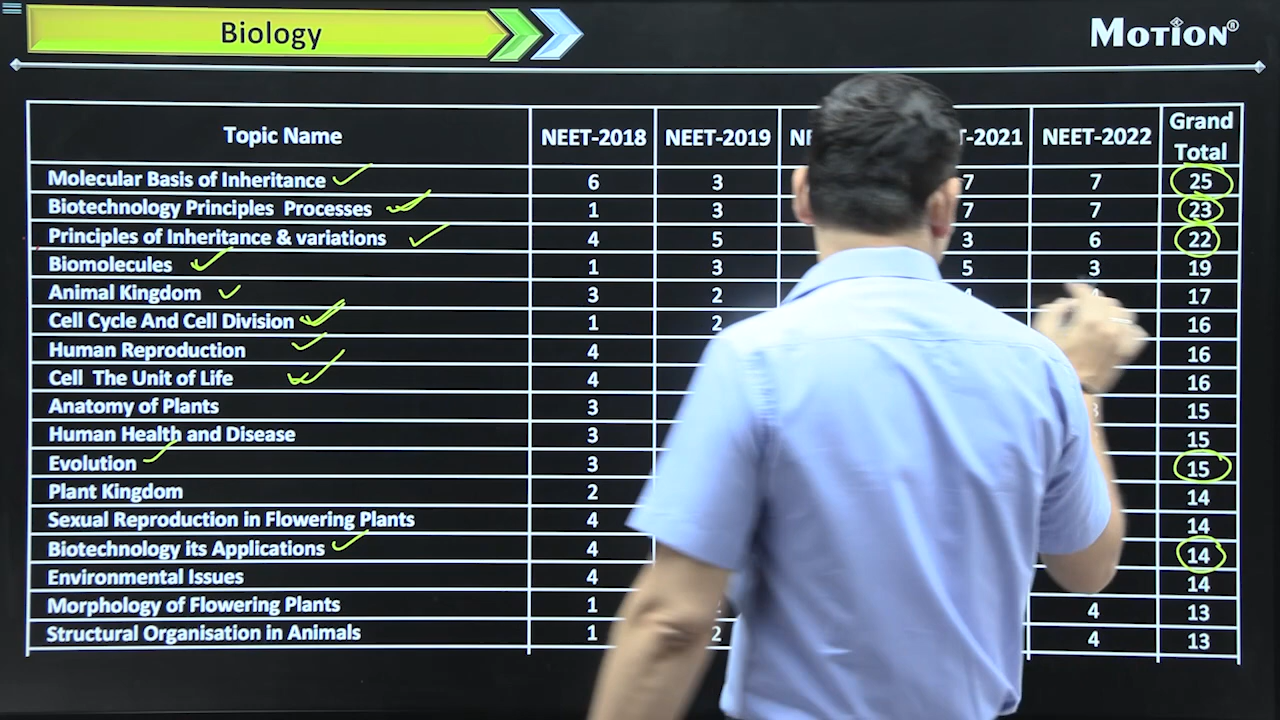 Biology
MOTION®
Topic Name NEET-2018 NEET-2019 T-2021 NEET-2022 Grand Total
Molecular Basis of Inheritance 6 3 7 7 25
Biotechnology Principles Processes 1 3 7 7 23
Principles of Inheritance & variations 4 5 3 6 22
Biomolecules 1 3 5 3 19
Animal Kingdom 3 2 17
Cell Cycle And Cell Division 1 2 16
Human Reproduction 4 16
Cell The Unit of Life 4 16
Anatomy of Plants 3 15
Human Health and Disease 3 15
Evolution 3 15
Plant Kingdom 2 14
Sexual Reproduction in Flowering Plants 4 14
Biotechnology its Applications 4 14
Environmental Issues 4 14
Morphology of Flowering Plants 1 4 13
Structural Organisation in Animals 1 2 4 13